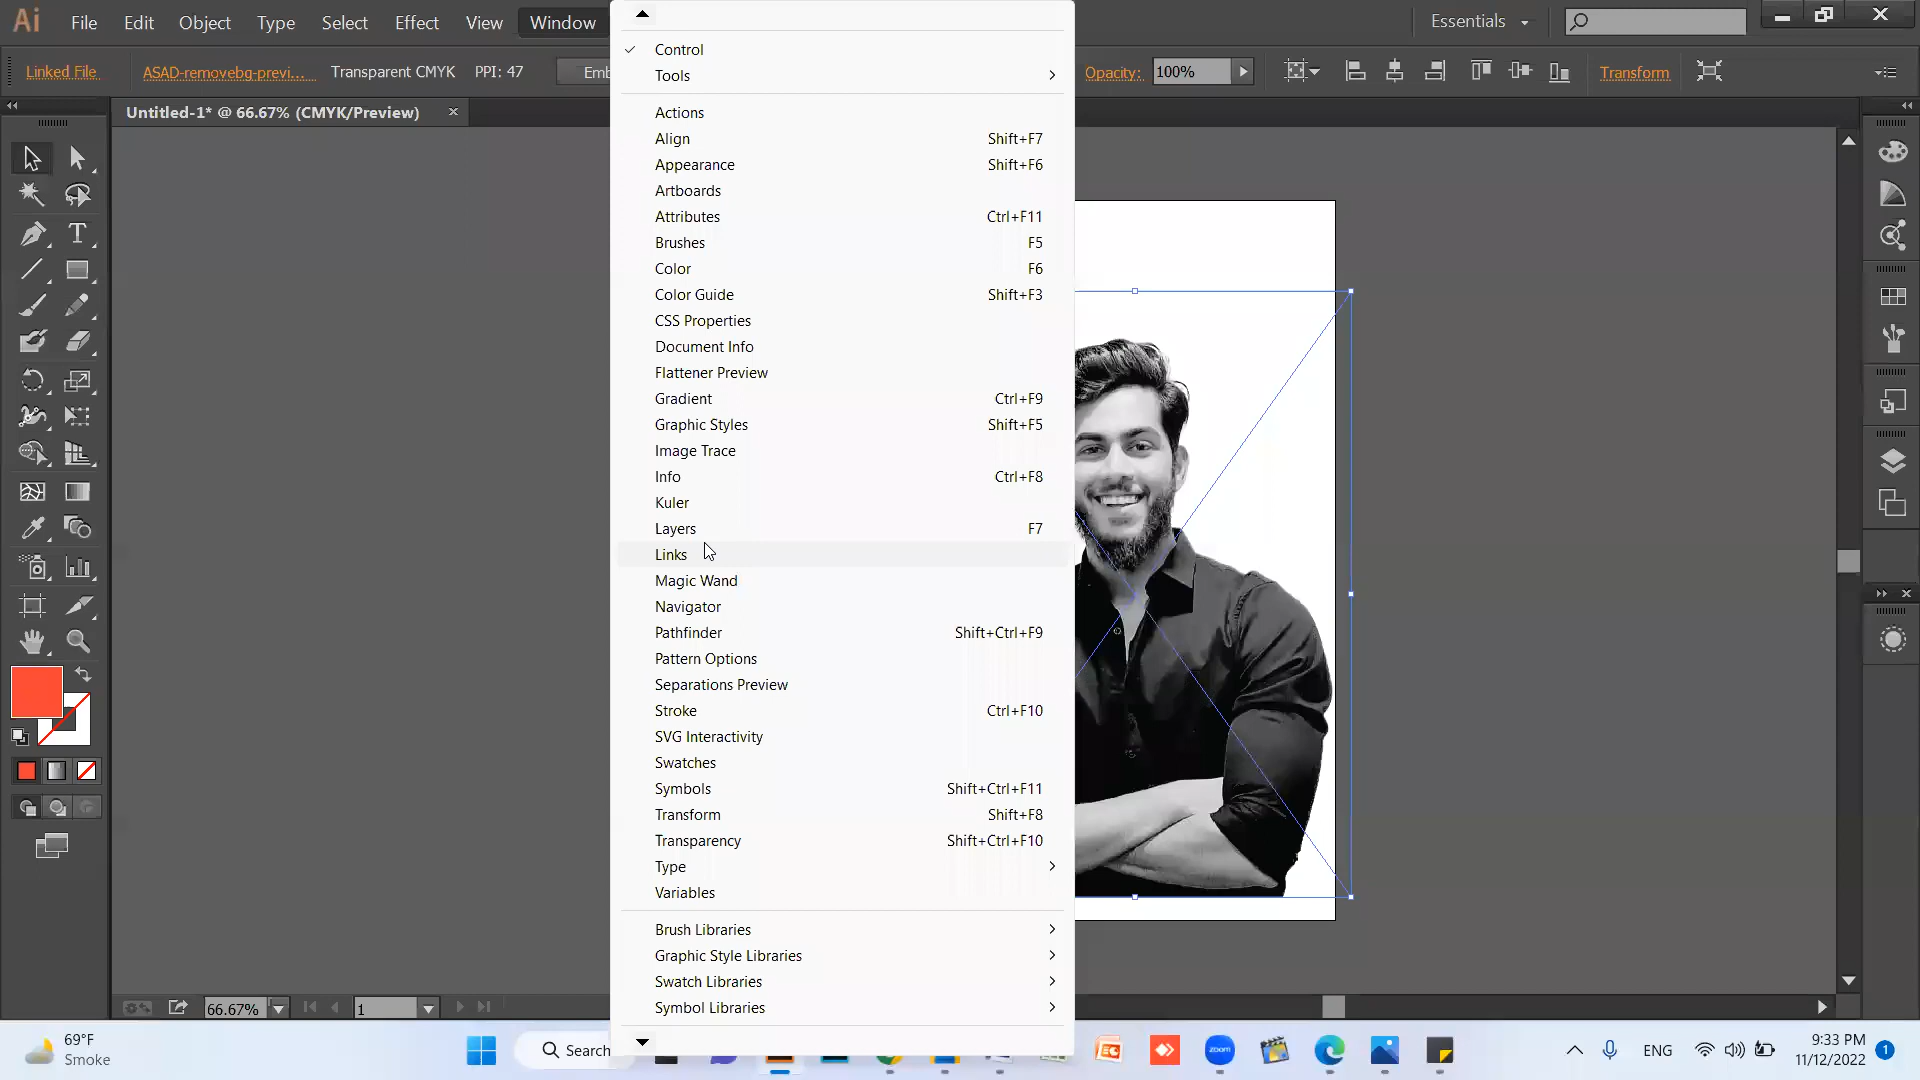 Ai File Edit Object Type Select Effect View Window Essentials
Linked File ASAD-removebg-previ... Transparent CMYK PPI: 47 Emb Opacity: 100% Transform
Untitled-1* @ 66.67% (CMYK/Preview)
Control
Tools
Actions
Align Shift+F7
Appearance Shift+F6
Artboards
Attributes Ctrl+F11
Brushes F5
Color F6
Color Guide Shift+F3
CSS Properties
Document Info
Flattener Preview
Gradient Ctrl+F9
Graphic Styles Shift+F5
Image Trace
Info Ctrl+F8
Kuler
Layers F7
Links
Magic Wand
Navigator
Pathfinder Shift+Ctrl+F9
Pattern Options
Separations Preview
Stroke Ctrl+F10
SVG Interactivity
Swatches
Symbols Shift+Ctrl+F11
Transform Shift+F8
Transparency Shift+Ctrl+F10
Type
Variables
Brush Libraries
Graphic Style Libraries
Swatch Libraries
Symbol Libraries
66.67% 1
69°F
Smoke
Search
zoom
ENG
9:33 PM
11/12/2022
1